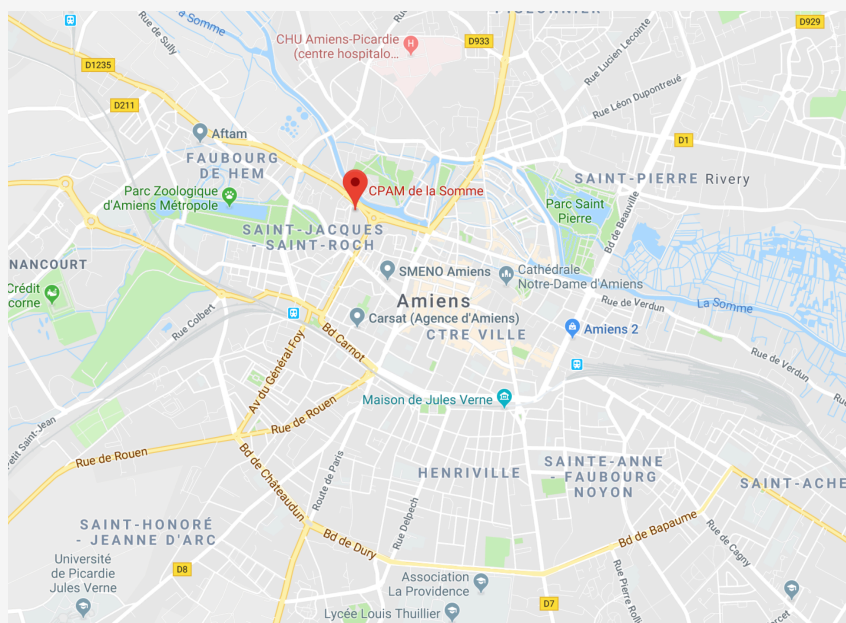 PIGEONNIER
Rue de Sully
La Somme
CHU Amiens-Picardie
(centre hospitalo...
D933
D929
Rue Lucien Lecointe
D1235
Rue Léon Dupontreué
D211
Aftam
D1
FAUBOURG
DE HEM
SAINT-PIERRE
Rivery
Parc Zoologique
d'Amiens Métropole
CPAM de la Somme
Parc Saint
Pierre
Bd de Beauville
SAINT-JACQUES
- SAINT-ROCH
NANCOURT
SMENO Amiens
Cathédrale
Notre-Dame d'Amiens
Crédit
corne
Amiens
Rue de Verdun
La Somme
Rue Colbert
Carsat (Agence d'Amiens)
Bd Carnot
CTRE VILLE
Amiens 2
Rue de Verdun
Av du Général Foy
Maison de Jules Verne
Rue de Rouen
Petit Saint-Jean
Rue de Rouen
Bd de Châteaudun
Route de Paris
HENRIVILLE
SAINTE-ANNE
- FAUBOURG
NOYON
SAINT-ACHE
Rue Delpech
SAINT-HONORÉ
- JEANNE D'ARC
Bd de Dury
Bd de Bapaume
Rue de Cagny
Université
de Picardie
Jules Verne
D8
Association
La Providence
Rue Pierre Rollin
Lycée Louis Thuillier
D7